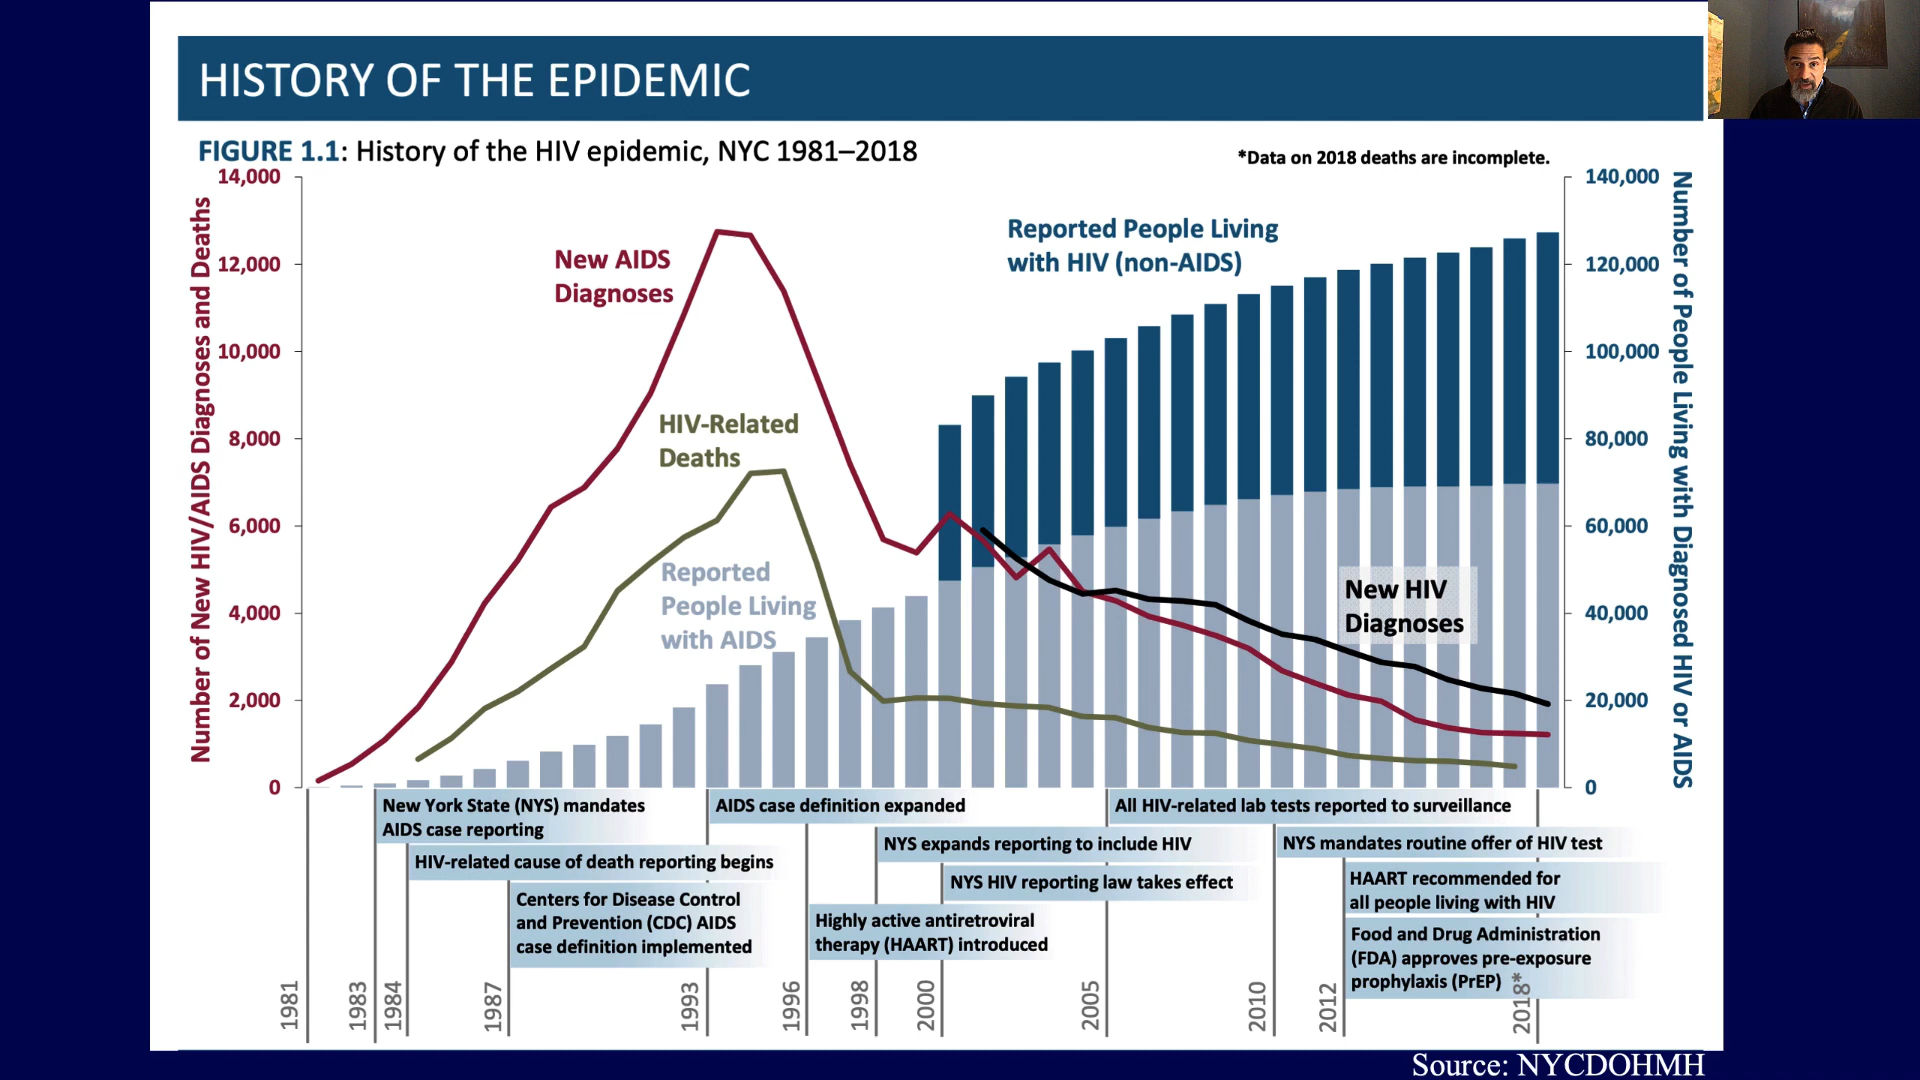 HISTORY OF THE EPIDEMIC
FIGURE 1.1: History of the HIV epidemic, NYC 1981–2018
*Data on 2018 deaths are incomplete.
Number of New HIV/AIDS Diagnoses and Deaths
14,000
12,000
10,000
8,000
6,000
4,000
2,000
0
New AIDS
Diagnoses
HIV-Related
Deaths
Reported
People Living
with AIDS
Reported People Living
with HIV (non-AIDS)
New HIV
Diagnoses
140,000
120,000
100,000
80,000
60,000
40,000
20,000
0
Number of People Living with Diagnosed HIV or AIDS
New York State (NYS) mandates
AIDS case reporting
HIV-related cause of death reporting begins
Centers for Disease Control
and Prevention (CDC) AIDS
case definition implemented
AIDS case definition expanded
Highly active antiretroviral
therapy (HAART) introduced
NYS expands reporting to include HIV
NYS HIV reporting law takes effect
All HIV-related lab tests reported to surveillance
NYS mandates routine offer of HIV test
HAART recommended for
all people living with HIV
Food and Drug Administration
(FDA) approves pre-exposure
prophylaxis (PrEP)
1981
1983
1984
1987
1993
1996
1998
2000
2005
2010
2012
2018*
Source: NYCDOHMH